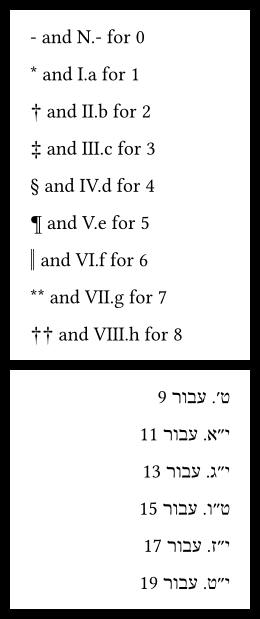 - and N.- for 0
* and I.a for 1
† and II.b for 2
‡ and III.c for 3
§ and IV.d for 4
¶ and V.e for 5
‖ and VI.f for 6
** and VII.g for 7
†† and VIII.h for 8
ט׳. עבור 9
י״א. עבור 11
י״ג. עבור 13
ט״ו. עבור 15
י״ז. עבור 17
י״ט. עבור 19